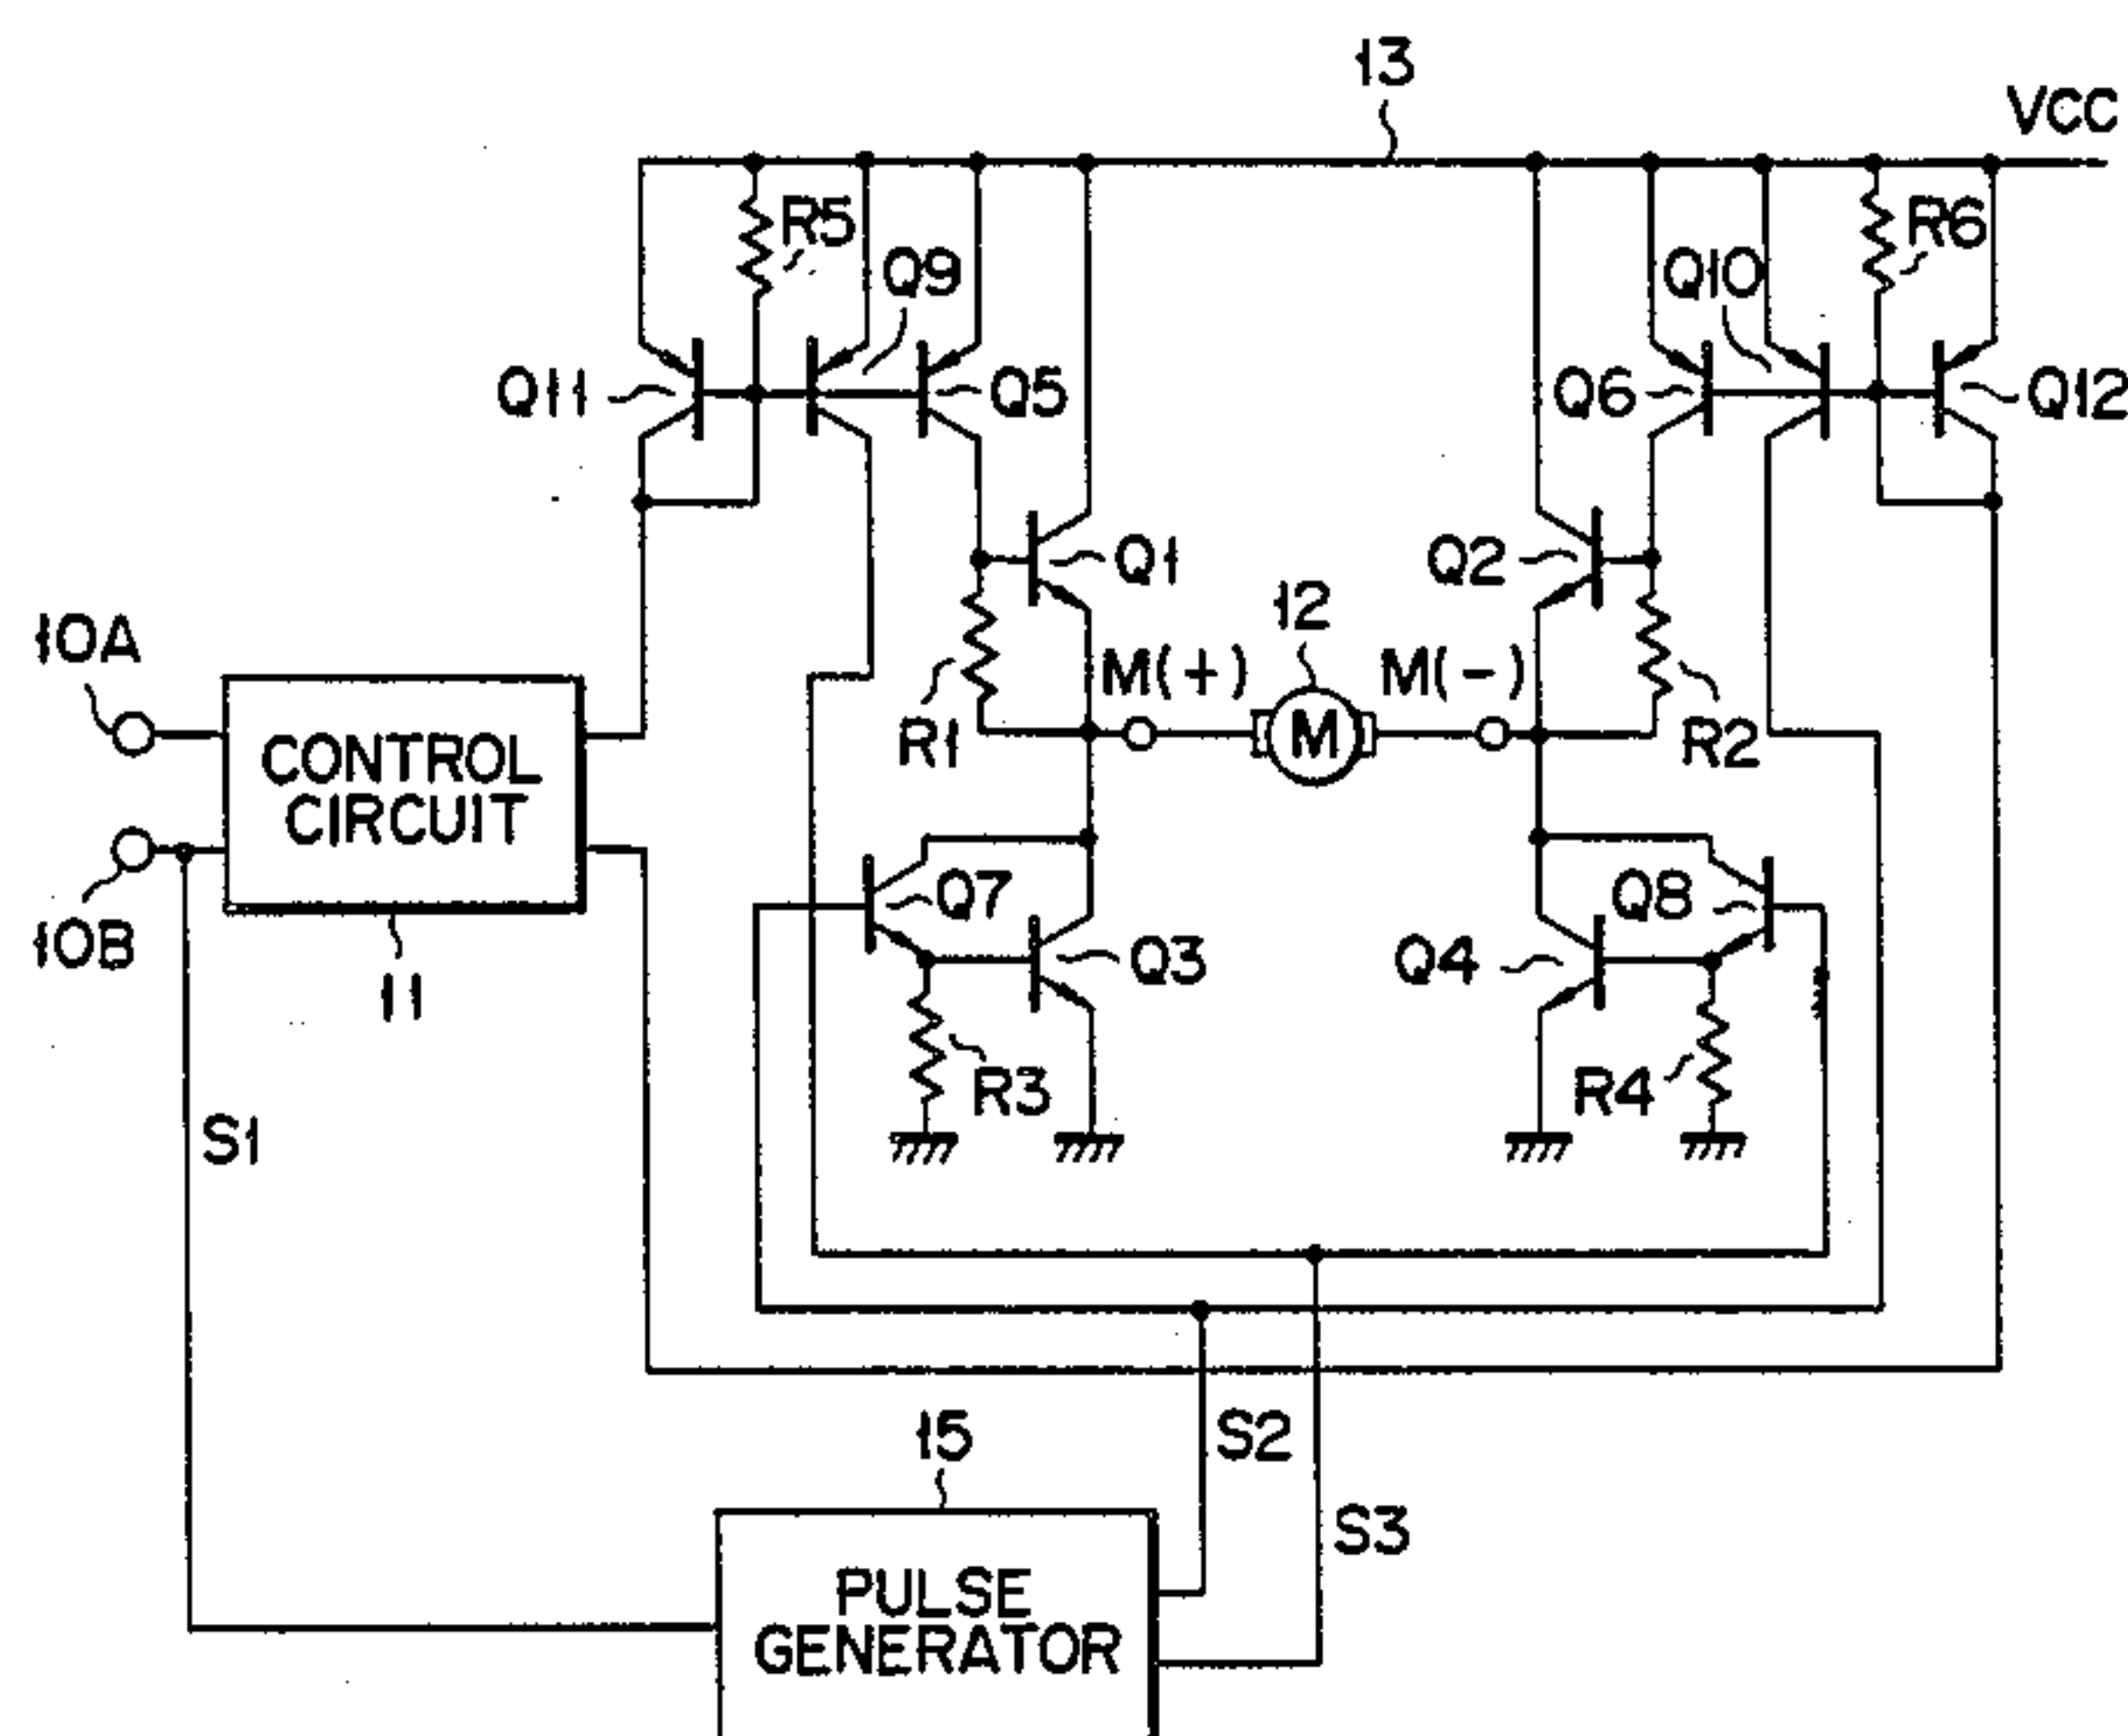 13
VCC
R5
R6
Q9
Q10
Q11
Q5
Q6
Q12
Q1
Q2
12
10A
M(+)
M(-)
R1
M
R2
CONTROL
CIRCUIT
Q7
Q8
10B
Q3
Q4
11
R3
R4
S1
15
S2
S3
PULSE
GENERATOR